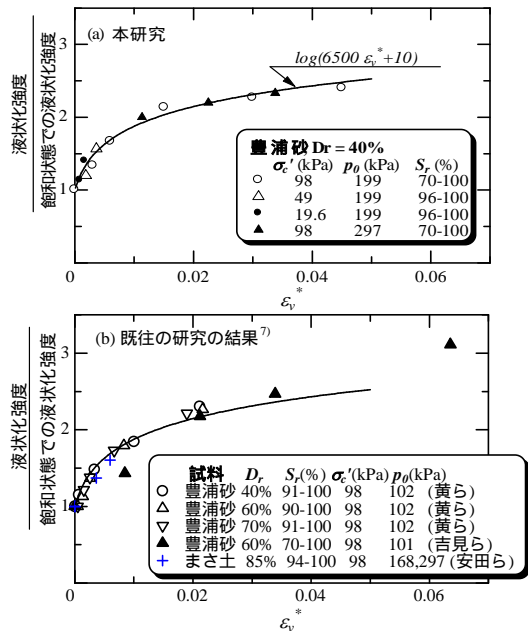 3
(a) 本研究
log(6500 εv*+10)
2
液状化強度
飽和状態での液状化強度
豊浦砂 Dr = 40%
σc' (kPa) p0 (kPa) Sr (%)
○ 98 199 70-100
△ 49 199 96-100
● 19.6 199 96-100
▲ 98 297 70-100
1
0 0.02 0.04 0.06
εv*
(b) 既往の研究の結果7)
3
2
液状化強度
飽和状態での液状化強度
試料 Dr Sr(%) σc'(kPa) p0(kPa)
○ 豊浦砂 40% 91-100 98 102 (黄ら)
△ 豊浦砂 60% 90-100 98 102 (黄ら)
▽ 豊浦砂 70% 91-100 98 102 (黄ら)
▲ 豊浦砂 60% 70-100 98 101 (吉見ら)
+ まさ土 85% 94-100 98 168,297 (安田ら)
1
0 0.02 0.04 0.06
εv*